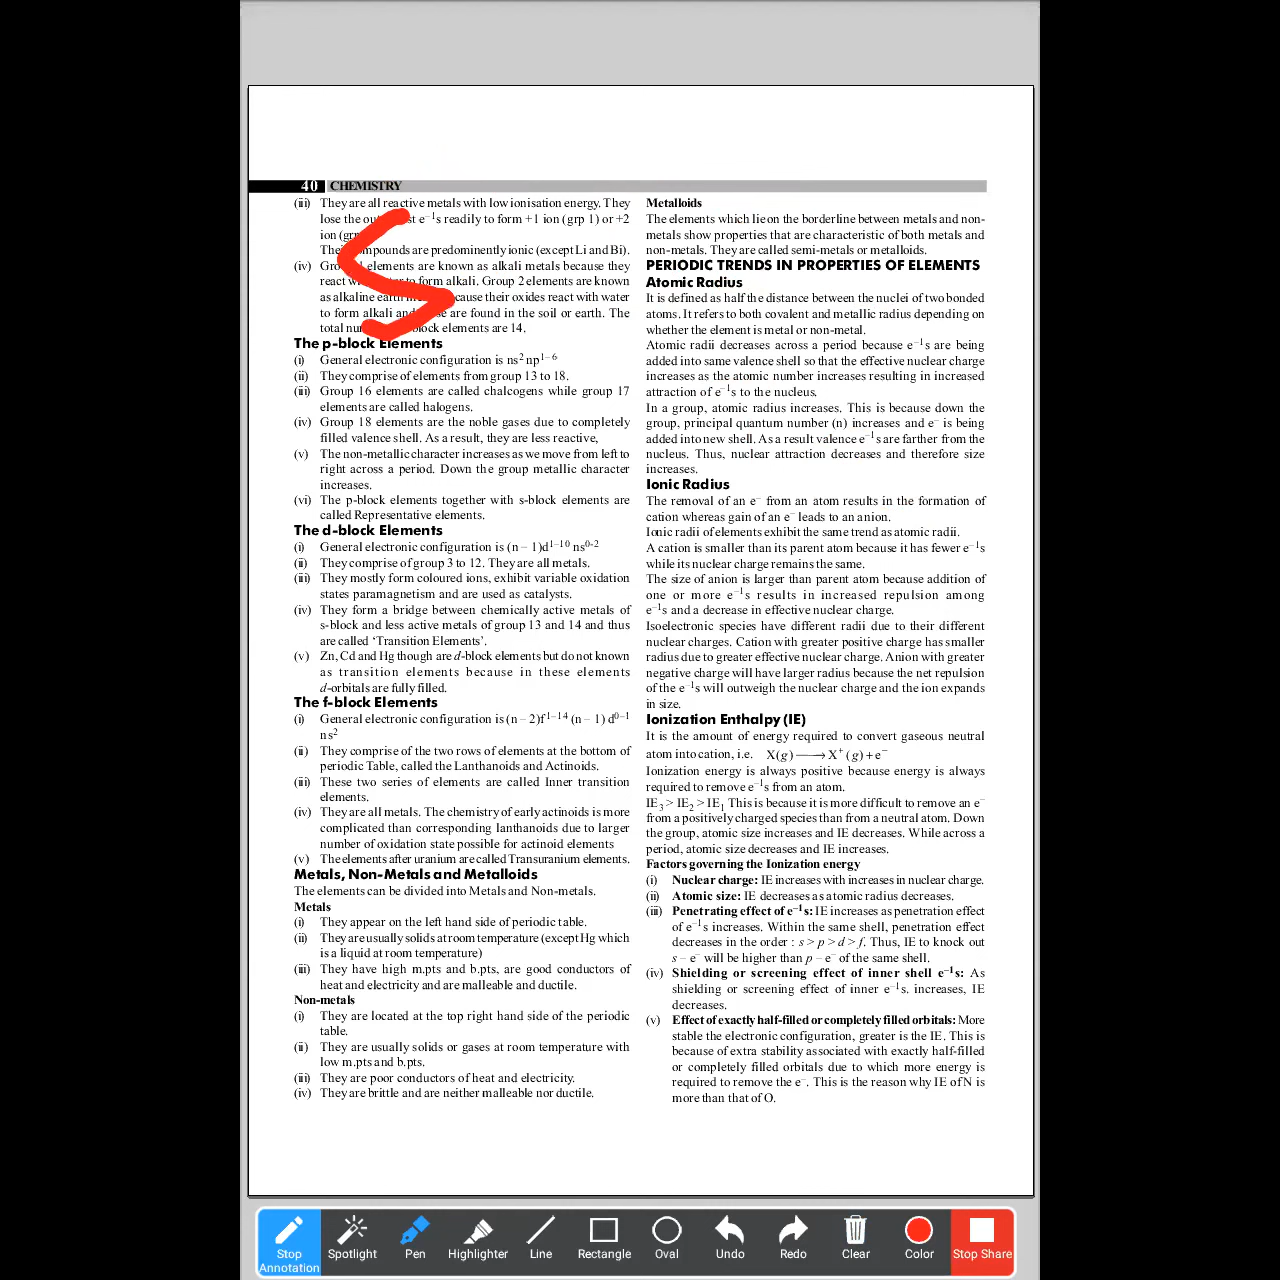 40 CHEMISTRY
(iii) They are all reactive metals with low ionisation energy. They
lose the e⁻¹s readily to form +1 ion (grp 1) or +2
ion
compounds are predominently ionic (except Li and Bi).
(iv) elements are known as alkali metals because they
react to form alkali. Group 2 elements are known
as alkaline earth their oxides react with water
to form alkali and are found in the soil or earth. The
total block elements are 14.
The p-block Elements
(i) General electronic configuration is ns² np¹⁻⁶
(ii) They comprise of elements from group 13 to 18.
(iii) Group 16 elements are called chalcogens while group 17
elements are called halogens.
(iv) Group 18 elements are the noble gases due to completely
filled valence shell. As a result, they are less reactive,
(v) The non-metallic character increases as we move from left to
right across a period. Down the group metallic character
increases.
(vi) The p-block elements together with s-block elements are
called Representative elements.
The d-block Elements
(i) General electronic configuration is (n – 1)d¹⁻¹⁰ ns⁰⁻²
(ii) They comprise of group 3 to 12. They are all metals.
(iii) They mostly form coloured ions, exhibit variable oxidation
states paramagnetism and are used as catalysts.
(iv) They form a bridge between chemically active metals of
s-block and less active metals of group 13 and 14 and thus
are called ‘Transition Elements’.
(v) Zn, Cd and Hg though are d-block elements but do not known
as transition elements because in these elements
d-orbitals are fully filled.
The f-block Elements
(i) General electronic configuration is (n – 2)f¹⁻¹⁴ (n – 1) d⁰⁻¹
ns²
(ii) They comprise of the two rows of elements at the bottom of
periodic Table, called the Lanthanoids and Actinoids.
(iii) These two series of elements are called Inner transition
elements.
(iv) They are all metals. The chemistry of early actinoids is more
complicated than corresponding lanthanoids due to larger
number of oxidation state possible for actinoid elements
(v) The elements after uranium are called Transuranium elements.
Metals, Non-Metals and Metalloids
The elements can be divided into Metals and Non-metals.
Metals
(i) They appear on the left hand side of periodic table.
(ii) They are usually solids at room temperature (except Hg which
is a liquid at room temperature)
(iii) They have high m.pts and b.pts, are good conductors of
heat and electricity and are malleable and ductile.
Non-metals
(i) They are located at the top right hand side of the periodic
table.
(ii) They are usually solids or gases at room temperature with
low m.pts and b.pts.
(iii) They are poor conductors of heat and electricity.
(iv) They are brittle and are neither malleable nor ductile.
Metalloids
The elements which lie on the borderline between metals and non-
metals show properties that are characteristic of both metals and
non-metals. They are called semi-metals or metalloids.
PERIODIC TRENDS IN PROPERTIES OF ELEMENTS
Atomic Radius
It is defined as half the distance between the nuclei of two bonded
atoms. It refers to both covalent and metallic radius depending on
whether the element is metal or non-metal.
Atomic radii decreases across a period because e⁻¹s are being
added into same valence shell so that the effective nuclear charge
increases as the atomic number increases resulting in increased
attraction of e⁻¹s to the nucleus.
In a group, atomic radius increases. This is because down the
group, principal quantum number (n) increases and e⁻ is being
added into new shell. As a result valence e⁻¹s are farther from the
nucleus. Thus, nuclear attraction decreases and therefore size
increases.
Ionic Radius
The removal of an e⁻ from an atom results in the formation of
cation whereas gain of an e⁻ leads to an anion.
Ionic radii of elements exhibit the same trend as atomic radii.
A cation is smaller than its parent atom because it has fewer e⁻¹s
while its nuclear charge remains the same.
The size of anion is larger than parent atom because addition of
one or more e⁻¹s results in increased repulsion among
e⁻¹s and a decrease in effective nuclear charge.
Isoelectronic species have different radii due to their different
nuclear charges. Cation with greater positive charge has smaller
radius due to greater effective nuclear charge. Anion with greater
negative charge will have larger radius because the net repulsion
of the e⁻¹s will outweigh the nuclear charge and the ion expands
in size.
Ionization Enthalpy (IE)
It is the amount of energy required to convert gaseous neutral
atom into cation, i.e. X(g) ⟶ X⁺(g) + e⁻
Ionization energy is always positive because energy is always
required to remove e⁻¹s from an atom.
IE₃ > IE₂ > IE₁ This is because it is more difficult to remove an e⁻
from a positively charged species than from a neutral atom. Down
the group, atomic size increases and IE decreases. While across a
period, atomic size decreases and IE increases.
Factors governing the Ionization energy
(i) Nuclear charge: IE increases with increases in nuclear charge.
(ii) Atomic size: IE decreases as atomic radius decreases.
(iii) Penetrating effect of e⁻¹s: IE increases as penetration effect
of e⁻¹s increases. Within the same shell, penetration effect
decreases in the order : s > p > d > f. Thus, IE to knock out
s – e⁻ will be higher than p – e⁻ of the same shell.
(iv) Shielding or screening effect of inner shell e⁻¹s: As
shielding or screening effect of inner e⁻¹s. increases, IE
decreases.
(v) Effect of exactly half-filled or completely filled orbitals: More
stable the electronic configuration, greater is the IE. This is
because of extra stability associated with exactly half-filled
or completely filled orbitals due to which more energy is
required to remove the e⁻. This is the reason why IE of N is
more than that of O.
S
Stop Annotation
Spotlight
Pen
Highlighter
Line
Rectangle
Oval
Undo
Redo
Clear
Color
Stop Share